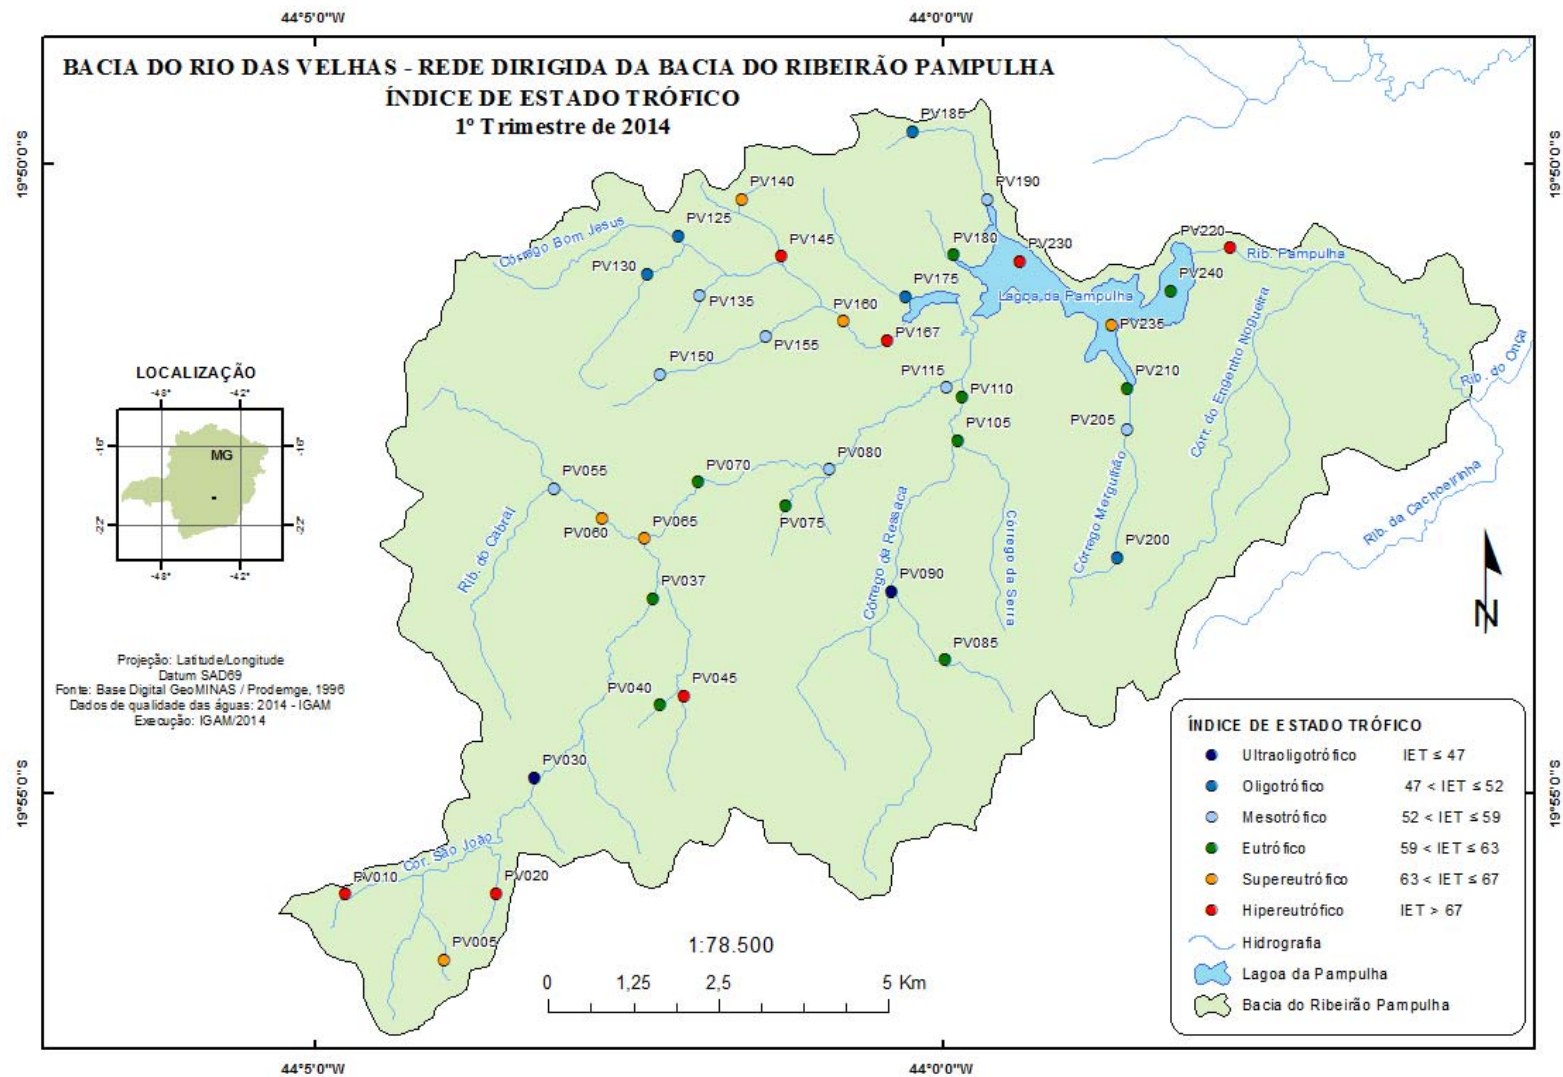 44°5'0"W
44°0'0"W
BACIA DO RIO DAS VELHAS - REDE DIRIGIDA DA BACIA DO RIBEIRÃO PAMPULHA
ÍNDICE DE ESTADO TRÓFICO
1º Trimestre de 2014
19°50'0"S
19°50'0"S
PV185
PV140
PV190
PV125
Córrego Bom Jesus
PV145
PV180
PV230
PV220
Rib. Pampulha
PV130
PV175
PV240
PV135
Lagoa da Pampulha
PV160
PV235
PV167
PV155
PV150
PV115
PV110
PV210
Córr. do Engenho Nogueira
Rib. do Onça
PV105
PV205
LOCALIZAÇÃO
-48°
-42°
-16°
-16°
MG
-22°
-22°
-48°
-42°
PV055
PV070
PV080
PV060
PV065
PV075
Rib. do Cabral
Córrego da Ressaca
Córrego da Serra
Córrego Mergulhão
Rib. da Cachoeirinha
PV200
PV037
PV090
N
PV085
PV040
PV045
Projeção: Latitude/Longitude
Datum SAD69
Fonte: Base Digital GeoMINAS / Prodemge, 1996
Dados de qualidade das águas: 2014 - IGAM
Execução: IGAM/2014
PV030
19°55'0"S
19°55'0"S
Cor. São João
PV010
PV020
PV005
1:78.500
0 1,25 2,5 5 Km
ÍNDICE DE ESTADO TRÓFICO
Ultraoligotrófico IET ≤ 47
Oligotrófico 47 < IET ≤ 52
Mesotrófico 52 < IET ≤ 59
Eutrófico 59 < IET ≤ 63
Supereutrófico 63 < IET ≤ 67
Hipereutrófico IET > 67
Hidrografia
Lagoa da Pampulha
Bacia do Ribeirão Pampulha
44°5'0"W
44°0'0"W